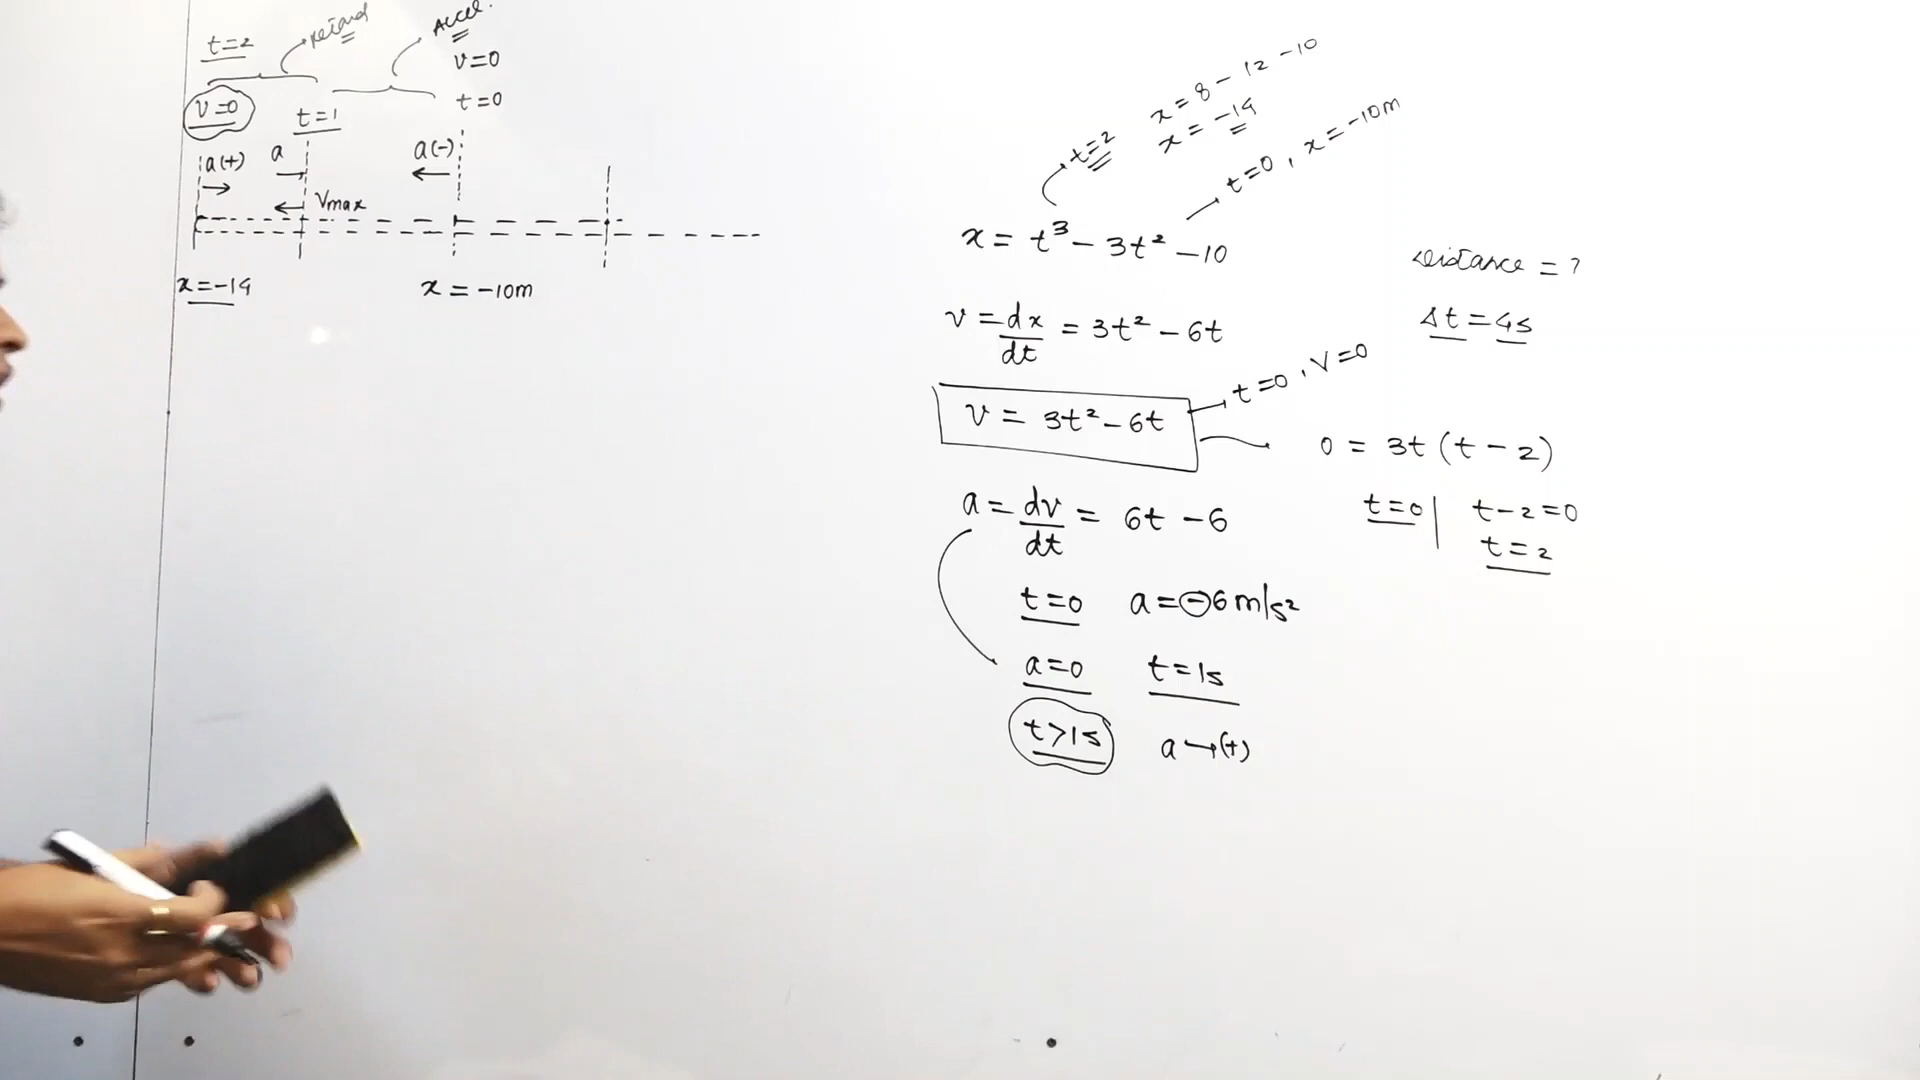 t=2
retard
Accel.
v=0
v=0
t=1
t=0
a(+)
a
a(-)
Vmax
x=-14
x = -10m
t=2
x = 8 - 12 - 10
x = -14
t=0, x = -10m
x = t³ - 3t² - 10
distance = ?
v = dx/dt = 3t² - 6t
Δt = 4s
v = 3t² - 6t
t=0, v=0
0 = 3t (t - 2)
a = dv/dt = 6t - 6
t=0 | t-2=0
t=2
t=0 a=-6 m/s²
a=0 t=1s
t>1s a→(+)